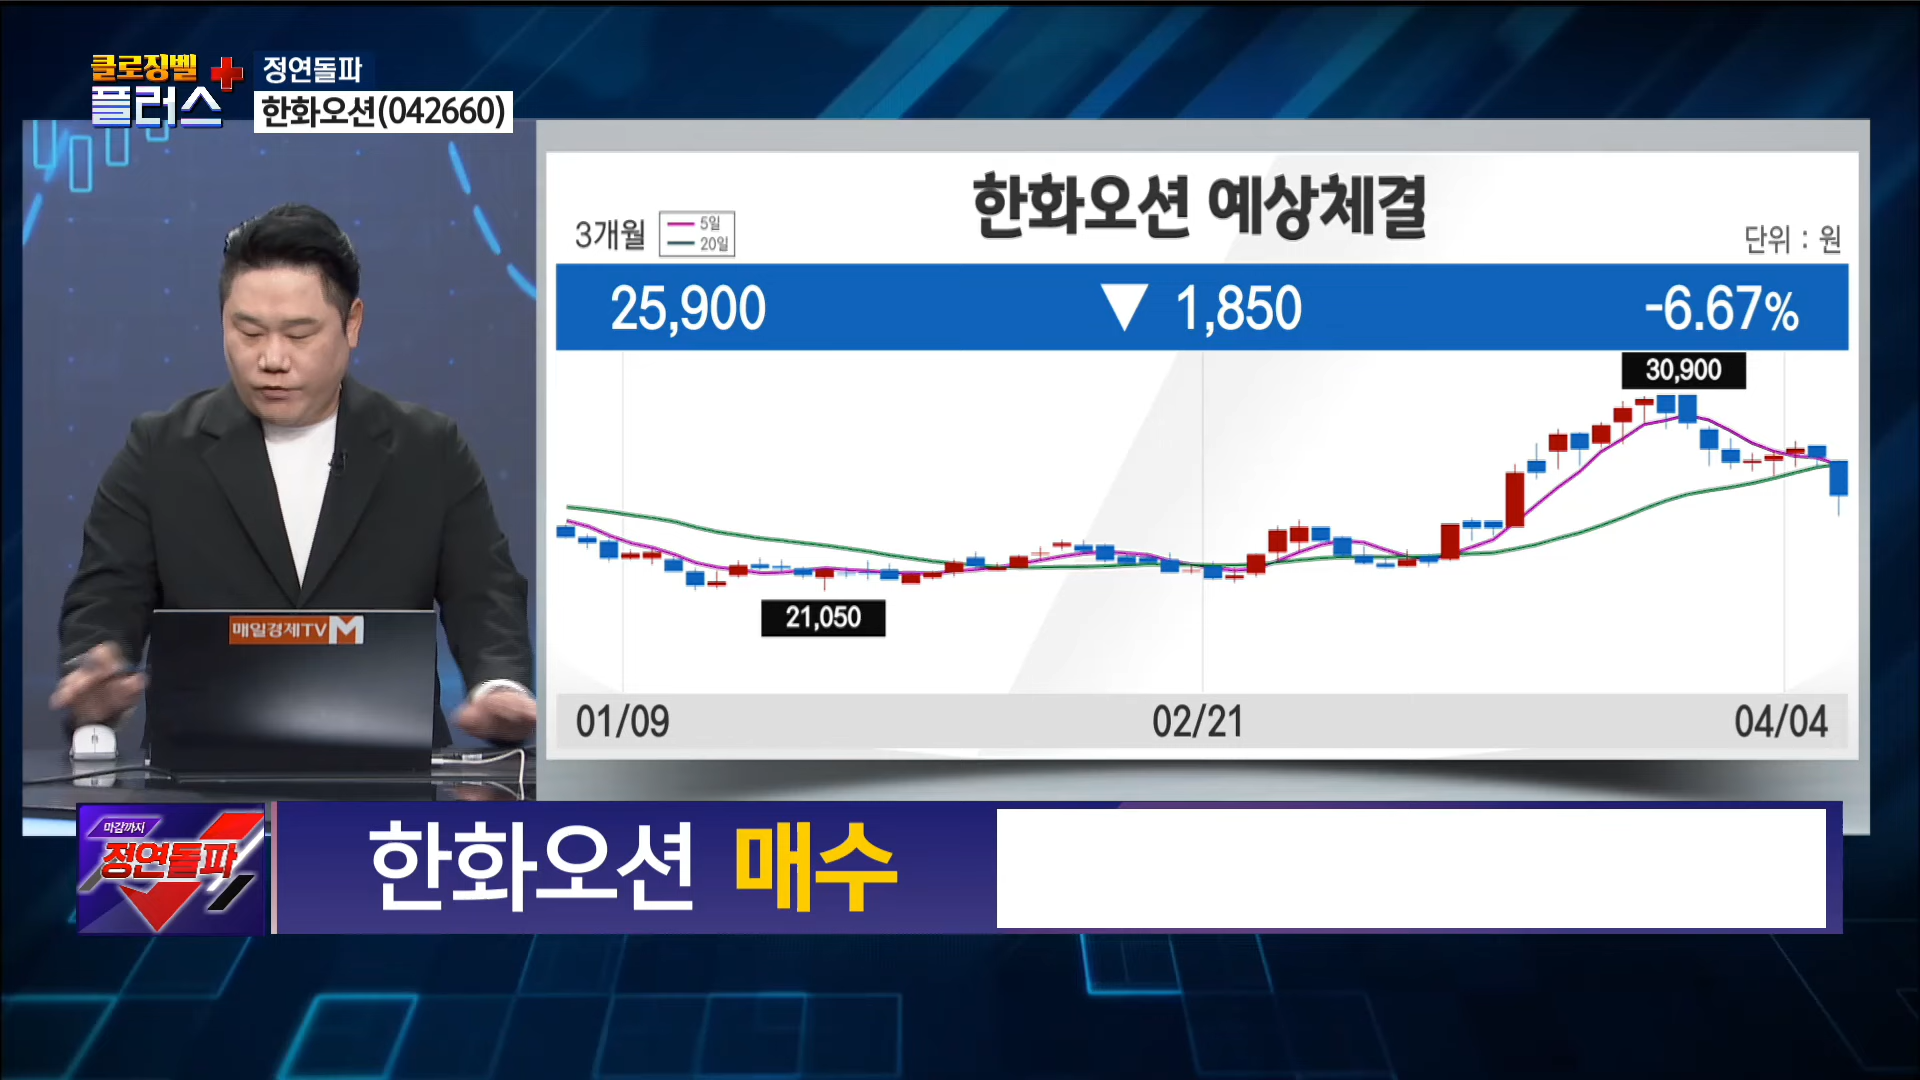 클로징벨
플러스
정연돌파
한화오션(042660)
한화오션 예상체결
3개월
5일
20일
단위 : 원
25,900 ▼ 1,850 -6.67%
30,900
21,050
01/09 02/21 04/04
매일경제TV M
마감까지
정연돌파
한화오션 매수